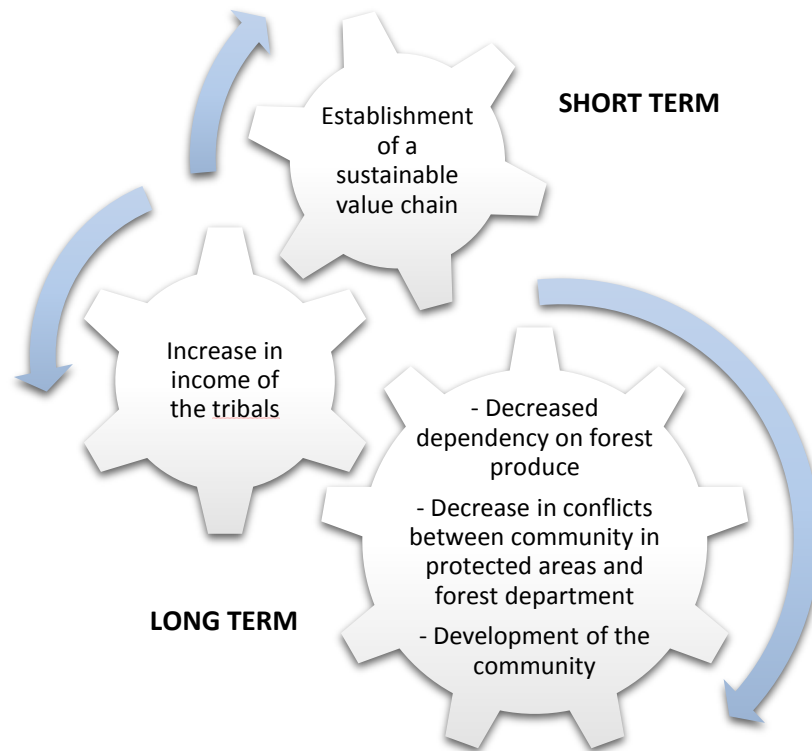 Establishment
of a
sustainable
value chain
SHORT TERM
Increase in
income of
the tribals
- Decreased
dependency on forest
produce
- Decrease in conflicts
between community in
protected areas and
forest department
- Development of the
community
LONG TERM